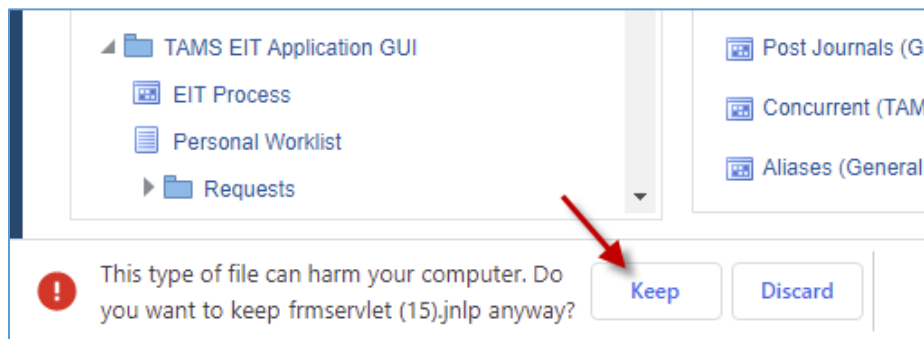 TAMS EIT Application GUI
EIT Process
Personal Worklist
Requests
Post Journals (G
Concurrent (TAM
Aliases (General
This type of file can harm your computer. Do
you want to keep frmservlet (15).jnlp anyway?
Keep
Discard